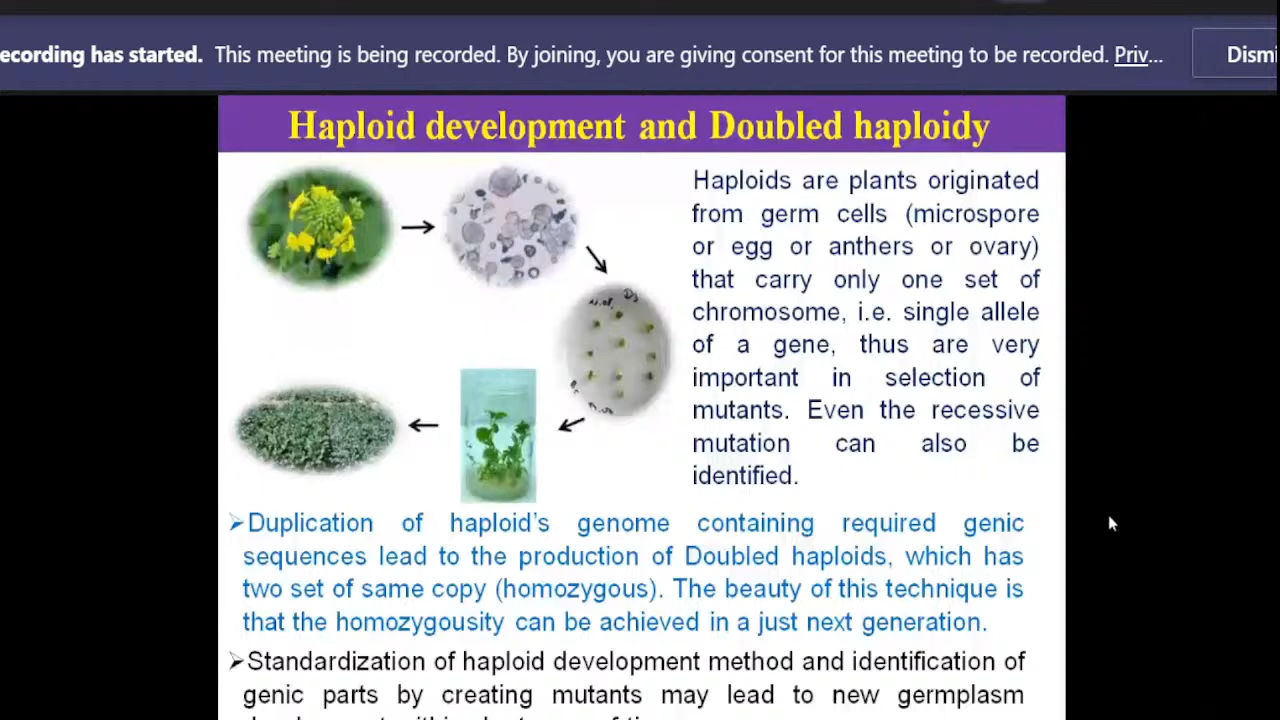 ecording has started. This meeting is being recorded. By joining, you are giving consent for this meeting to be recorded. Priv...
Dismi
Haploid development and Doubled haploidy
Haploids are plants originated
from germ cells (microspore
or egg or anthers or ovary)
that carry only one set of
chromosome, i.e. single allele
of a gene, thus are very
important in selection of
mutants. Even the recessive
mutation can also be
identified.
➢Duplication of haploid's genome containing required genic
sequences lead to the production of Doubled haploids, which has
two set of same copy (homozygous). The beauty of this technique is
that the homozygousity can be achieved in a just next generation.
➢Standardization of haploid development method and identification of
genic parts by creating mutants may lead to new germplasm